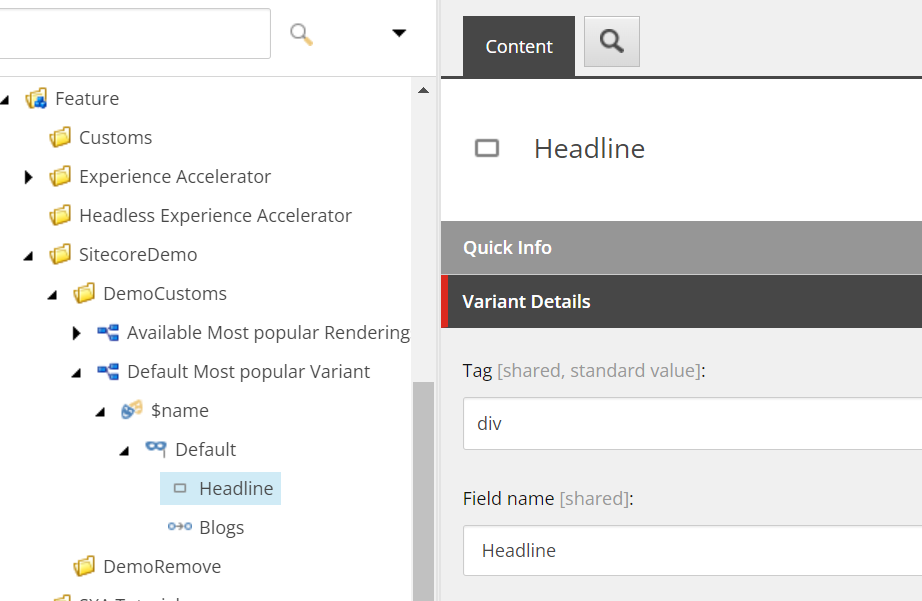 Feature
Customs
Experience Accelerator
Headless Experience Accelerator
SitecoreDemo
DemoCustoms
Available Most popular Rendering
Default Most popular Variant
$name
Default
Headline
Blogs
DemoRemove
Content
Headline
Quick Info
Variant Details
Tag [shared, standard value]:
div
Field name [shared]:
Headline